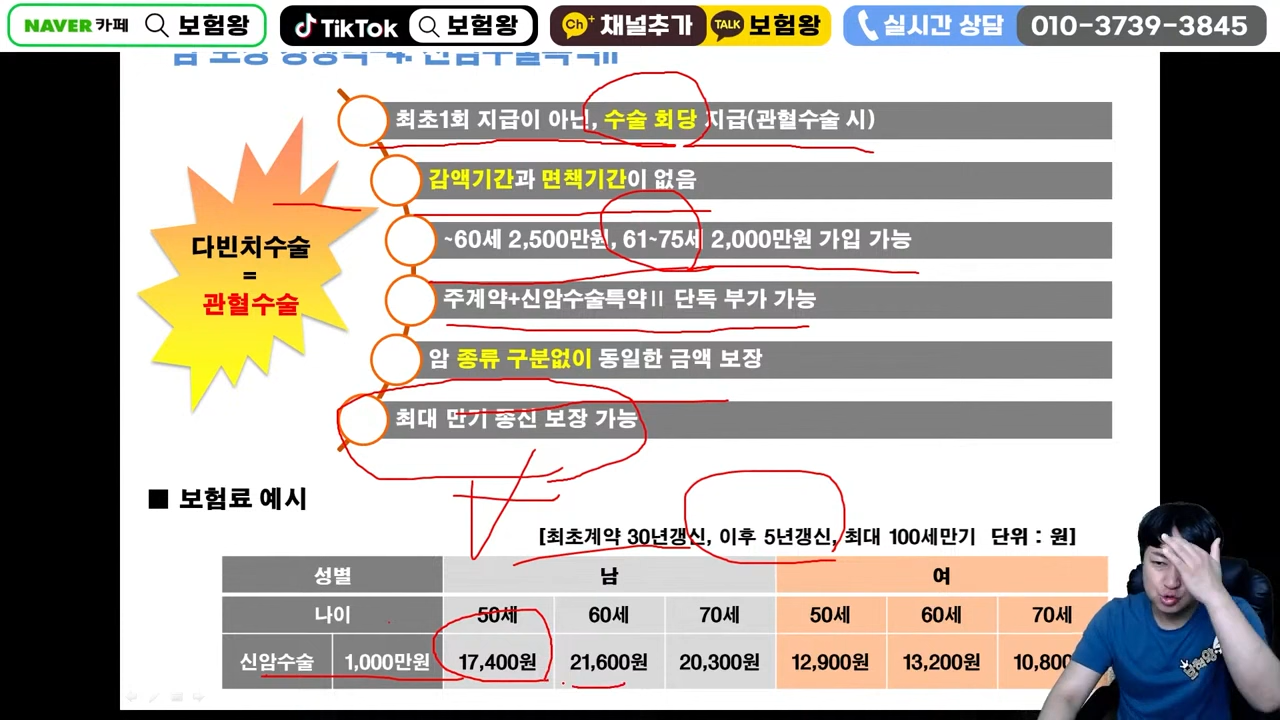 NAVER 카페 보험왕 TikTok 보험왕 Ch+ 채널추가 TALK 보험왕 실시간 상담 010-3739-3845
최초1회 지급이 아닌, 수술 회당 지급(관혈수술 시)
감액기간과 면책기간이 없음
~60세 2,500만원, 61~75세 2,000만원 가입 가능
주계약+신암수술특약Ⅱ 단독 부가 가능
암 종류 구분없이 동일한 금액 보장
최대 만기 종신 보장 가능
다빈치수술
=
관혈수술
■ 보험료 예시
[최초계약 30년갱신, 이후 5년갱신, 최대 100세만기 단위 : 원]
성별 남 여
나이 50세 60세 70세 50세 60세 70세
신암수술 1,000만원 17,400원 21,600원 20,300원 12,900원 13,200원 10,800